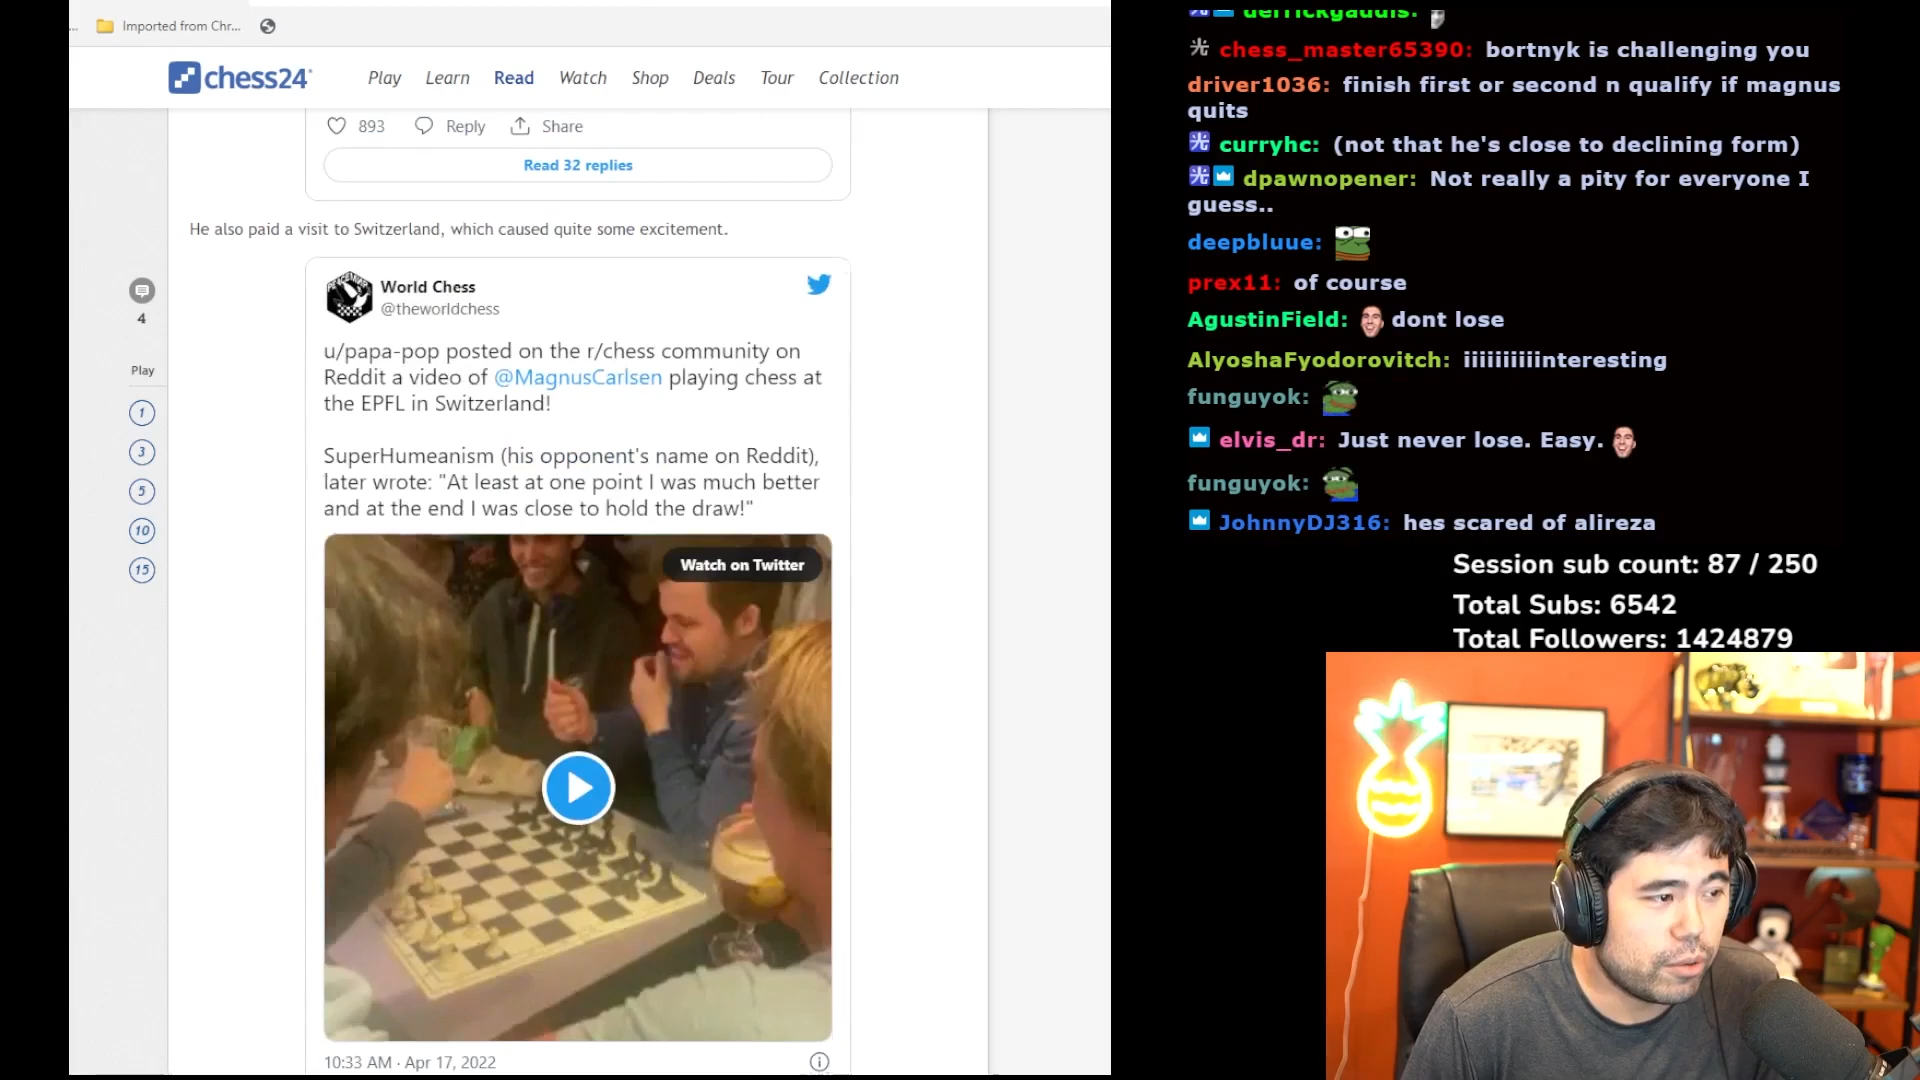 ...
Imported from Chr...
chess24
Play
Learn
Read
Watch
Shop
Deals
Tour
Collection
893
Reply
Share
Read 32 replies
He also paid a visit to Switzerland, which caused quite some excitement.
4
Play
1
3
5
10
15
World Chess
@theworldchess
u/papa-pop posted on the r/chess community on
Reddit a video of @MagnusCarlsen playing chess at
the EPFL in Switzerland!
SuperHumeanism (his opponent's name on Reddit),
later wrote: "At least at one point I was much better
and at the end I was close to hold the draw!"
Watch on Twitter
10:33 AM · Apr 17, 2022
derrickgaddis:
光 chess_master65390: bortnyk is challenging you
driver1036: finish first or second n qualify if magnus
quits
光 curryhc: (not that he's close to declining form)
光 dpawnopener: Not really a pity for everyone I
guess..
deepbluue:
prex11: of course
AgustinField: dont lose
AlyoshaFyodorovitch: iiiiiiiiiinteresting
funguyok:
elvis_dr: Just never lose. Easy.
funguyok:
JohnnyDJ316: hes scared of alireza
Session sub count: 87 / 250
Total Subs: 6542
Total Followers: 1424879